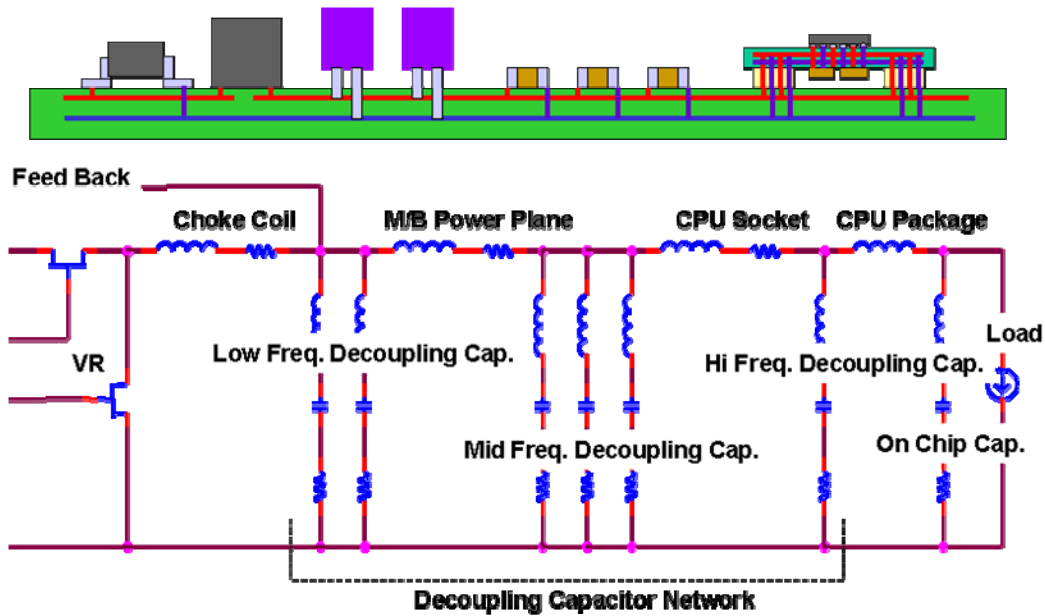 Feed Back
Choke Coil
M/B Power Plane
CPU Socket
CPU Package
VR
Low Freq. Decoupling Cap.
Hi Freq. Decoupling Cap.
Load
Mid Freq. Decoupling Cap.
On Chip Cap.
Decoupling Capacitor Network